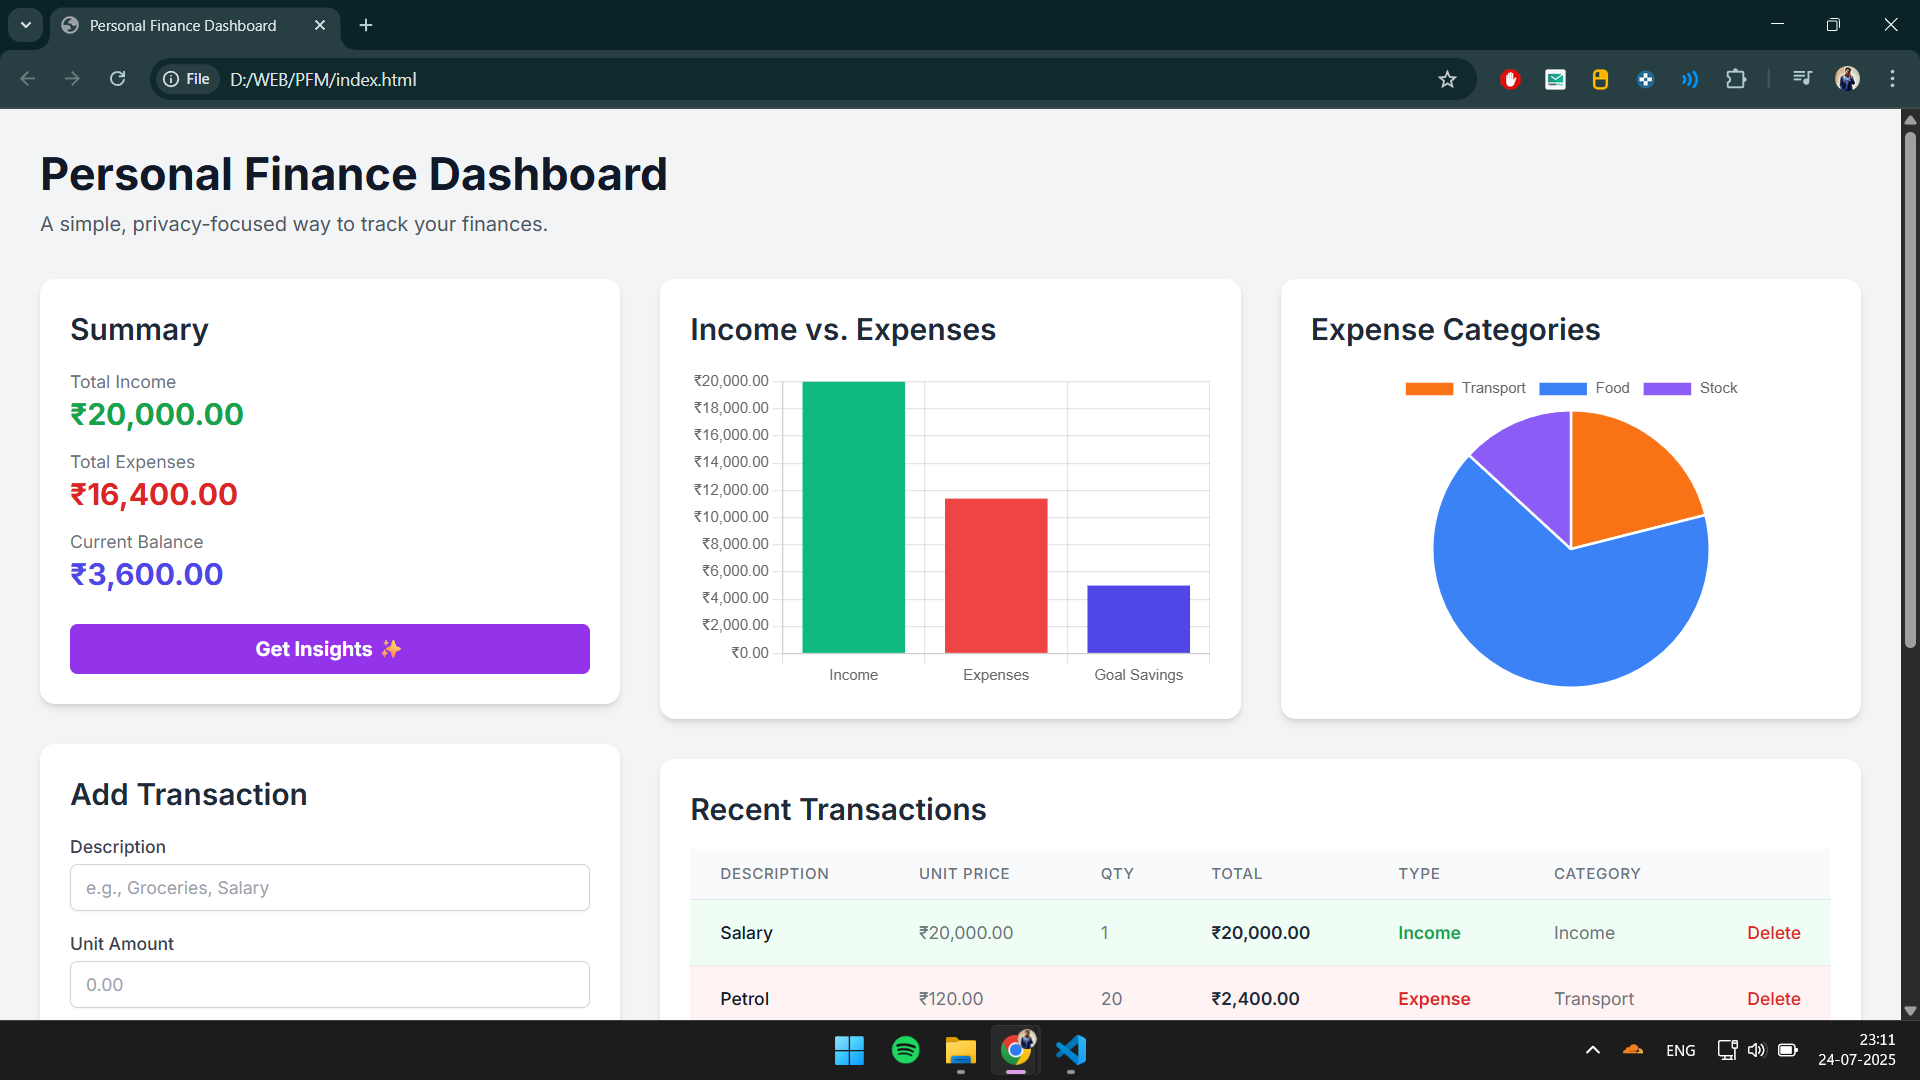 Personal Finance Dashboard
File D:/WEB/PFM/index.html
Personal Finance Dashboard
A simple, privacy-focused way to track your finances.
Summary
Total Income
₹20,000.00
Total Expenses
₹16,400.00
Current Balance
₹3,600.00
Get Insights ✨
Income vs. Expenses
₹20,000.00
₹18,000.00
₹16,000.00
₹14,000.00
₹12,000.00
₹10,000.00
₹8,000.00
₹6,000.00
₹4,000.00
₹2,000.00
₹0.00
Income Expenses Goal Savings
Expense Categories
Transport Food Stock
Add Transaction
Description
e.g., Groceries, Salary
Unit Amount
0.00
Recent Transactions
DESCRIPTION UNIT PRICE QTY TOTAL TYPE CATEGORY
Salary ₹20,000.00 1 ₹20,000.00 Income Income Delete
Petrol ₹120.00 20 ₹2,400.00 Expense Transport Delete
ENG
23:11
24-07-2025